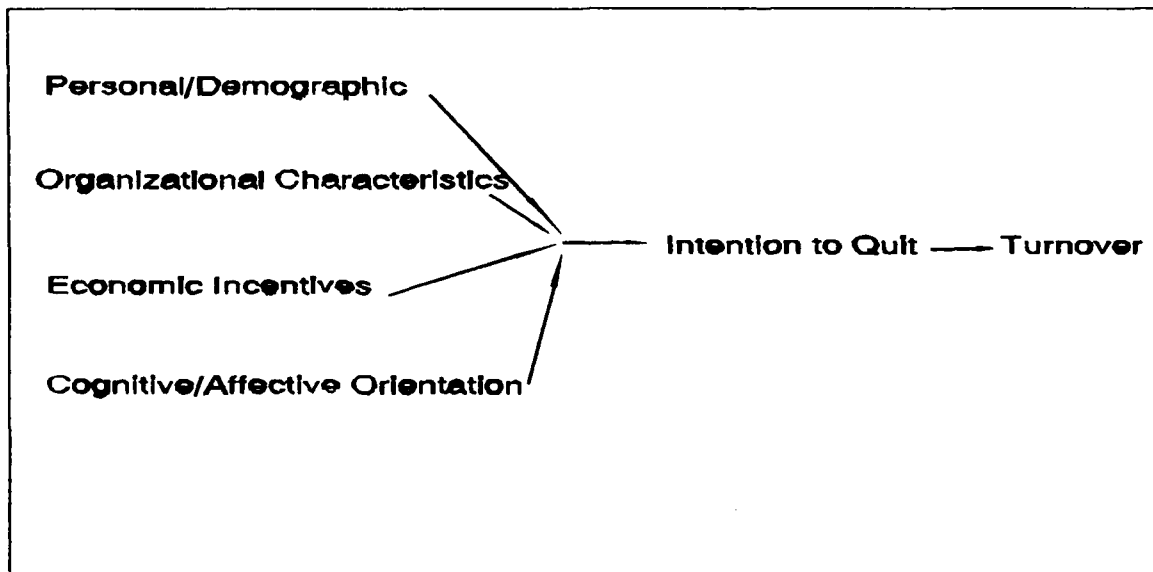 Personal/Demographic
Organizational Characteristics
Intention to Quit
Turnover
Economic Incentives
Cognitive/Affective Orientation